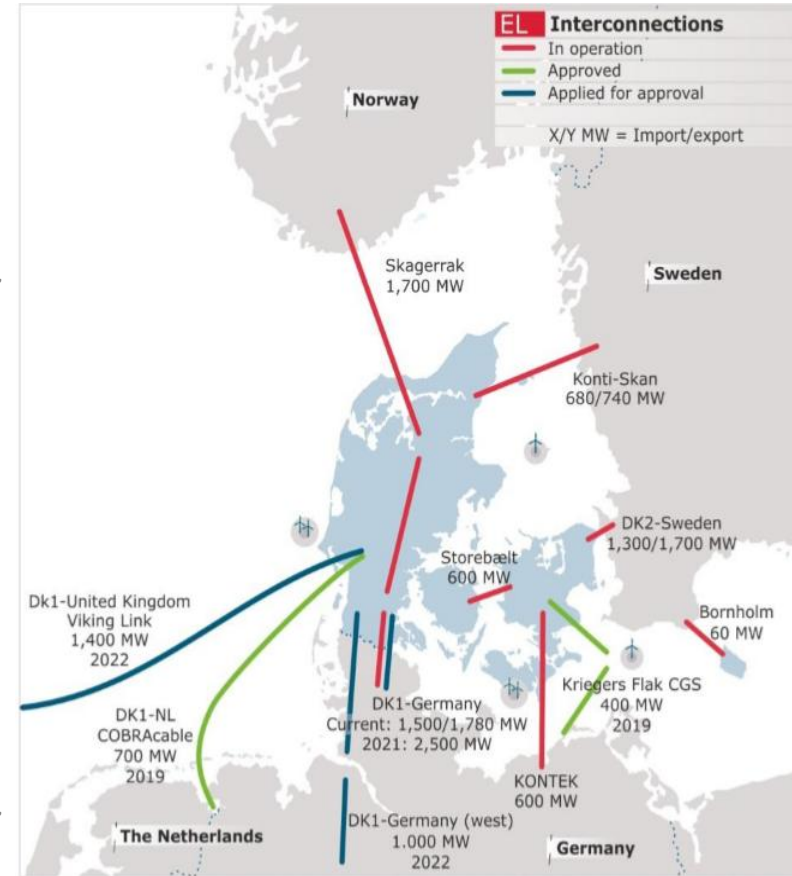 EL Interconnections
In operation
Approved
Applied for approval
X/Y MW = Import/export
Norway
Sweden
Skagerrak
1,700 MW
Konti-Skan
680/740 MW
DK2-Sweden
1,300/1,700 MW
Storebælt
600 MW
Bornholm
60 MW
Dk1-United Kingdom
Viking Link
1,400 MW
2022
Kriegers Flak CGS
400 MW
2019
DK1-NL
COBRAcable
700 MW
2019
DK1-Germany
Current: 1,500/1,780 MW
2021: 2,500 MW
KONTEK
600 MW
DK1-Germany (west)
1.000 MW
2022
The Netherlands
Germany